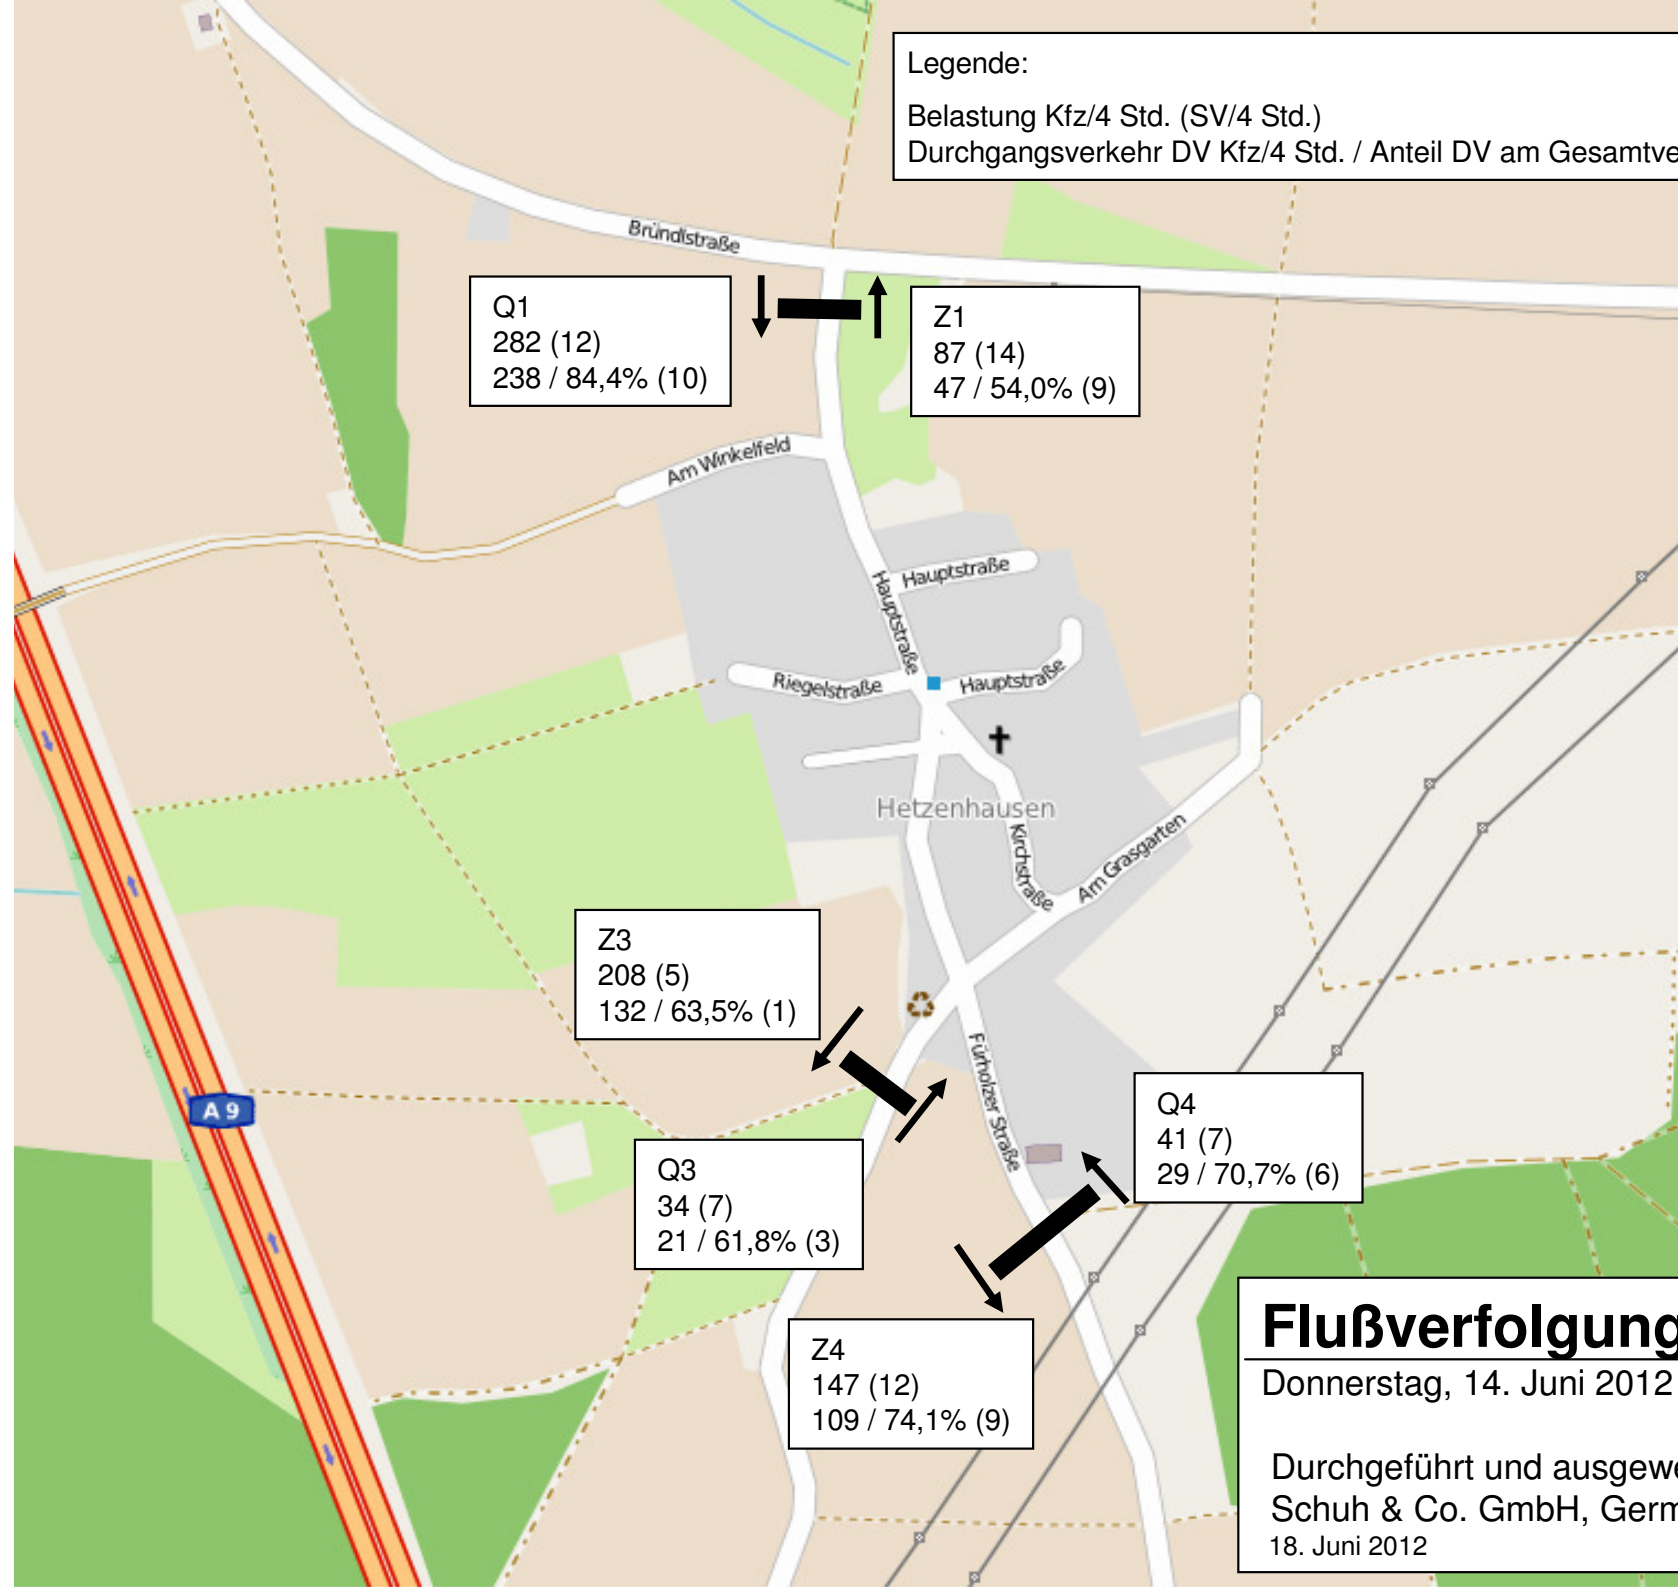 Legende:
Belastung Kfz/4 Std. (SV/4 Std.)
Durchgangsverkehr DV Kfz/4 Std. / Anteil DV am
Bründlstraße
Q1
282 (12)
238 / 84,4% (10)
Z1
87 (14)
47 / 54,0% (9)
Am Winkelfeld
Hauptstraße
Hauptstraße
Riegelstraße
Hauptstraße
Hetzenhausen
Kirchstraße
Am Grasgarten
Z3
208 (5)
132 / 63,5% (1)
Fürholzer Straße
A 9
Q4
41 (7)
29 / 70,7% (6)
Q3
34 (7)
21 / 61,8% (3)
Z4
147 (12)
109 / 74,1% (9)
Flußverfolgung
Donnerstag, 14. Juni 2012
Durchgeführt und
Schuh & Co. GmbH,
18. Juni 2012